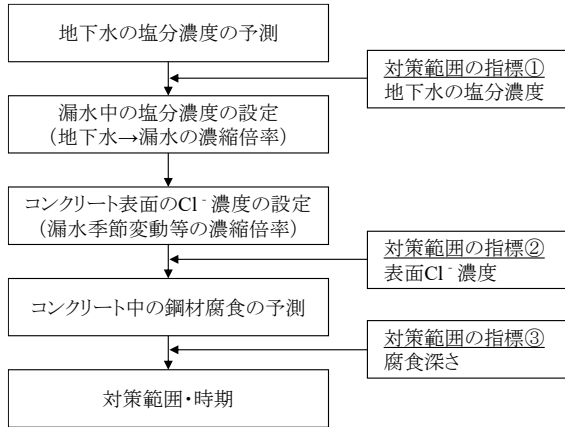 地下水の塩分濃度の予測
対策範囲の指標①
地下水の塩分濃度
漏水中の塩分濃度の設定
(地下水→漏水の濃縮倍率)
コンクリート表面のCl⁻濃度の設定
(漏水季節変動等の濃縮倍率)
対策範囲の指標②
表面Cl⁻濃度
コンクリート中の鋼材腐食の予測
対策範囲の指標③
腐食深さ
対策範囲・時期